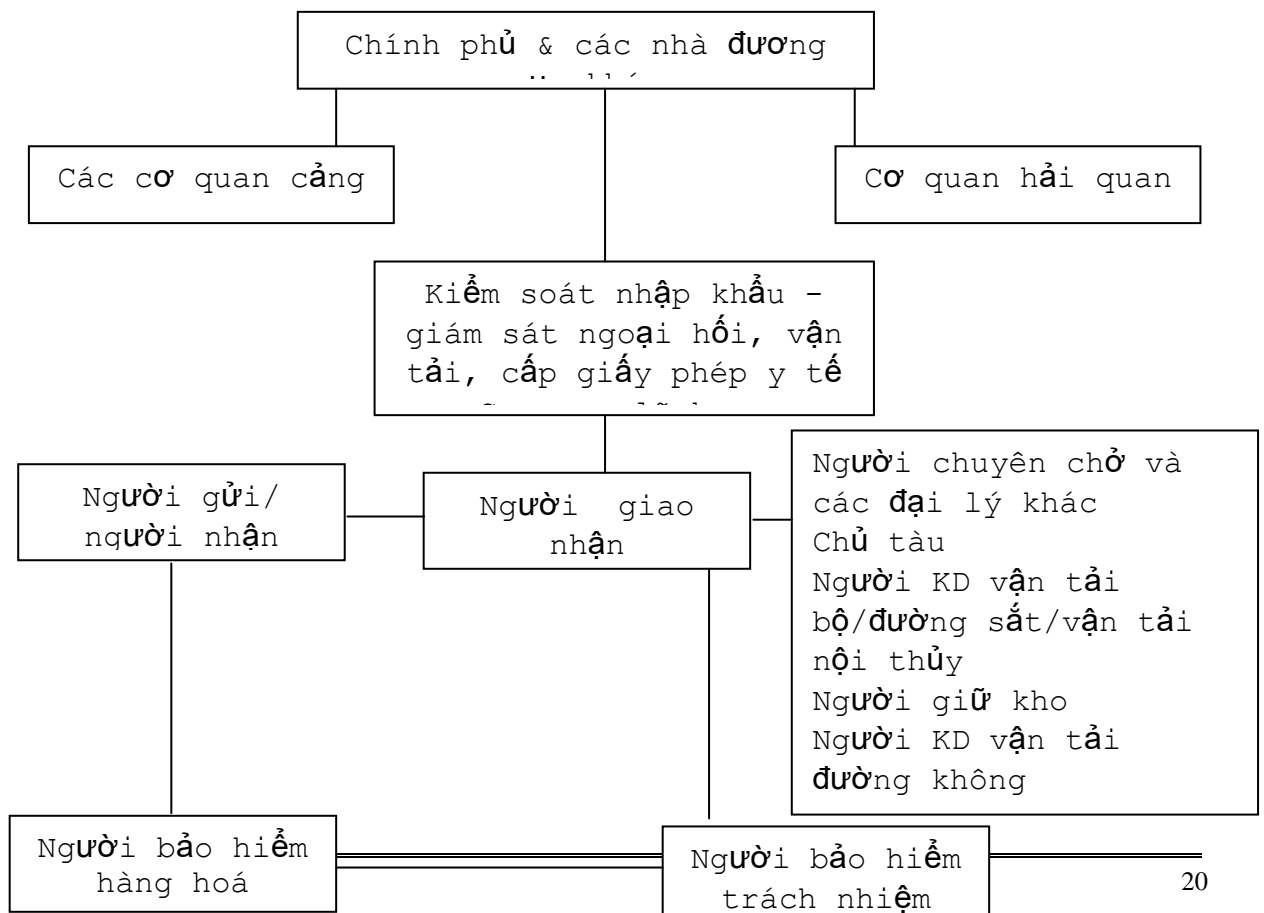 Chính phủ & các nhà đương
Các cơ quan cảng
Cơ quan hải quan
Kiểm soát nhập khẩu -
giám sát ngoại hối, vận
tải, cấp giấy phép y tế
Người gửi/
người nhận
Người giao
nhận
Người chuyên chở và
các đại lý khác
Chủ tàu
Người KD vận tải
bộ/đường sắt/vận tải
nội thủy
Người giữ kho
Người KD vận tải
đường không
Người bảo hiểm
hàng hoá
Người bảo hiểm
trách nhiệm
20